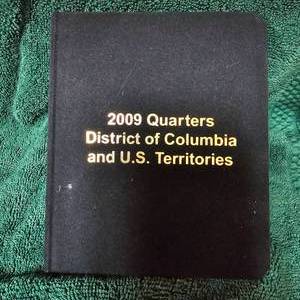 2009 Quarters
District of Columbia
and U.S. Territories